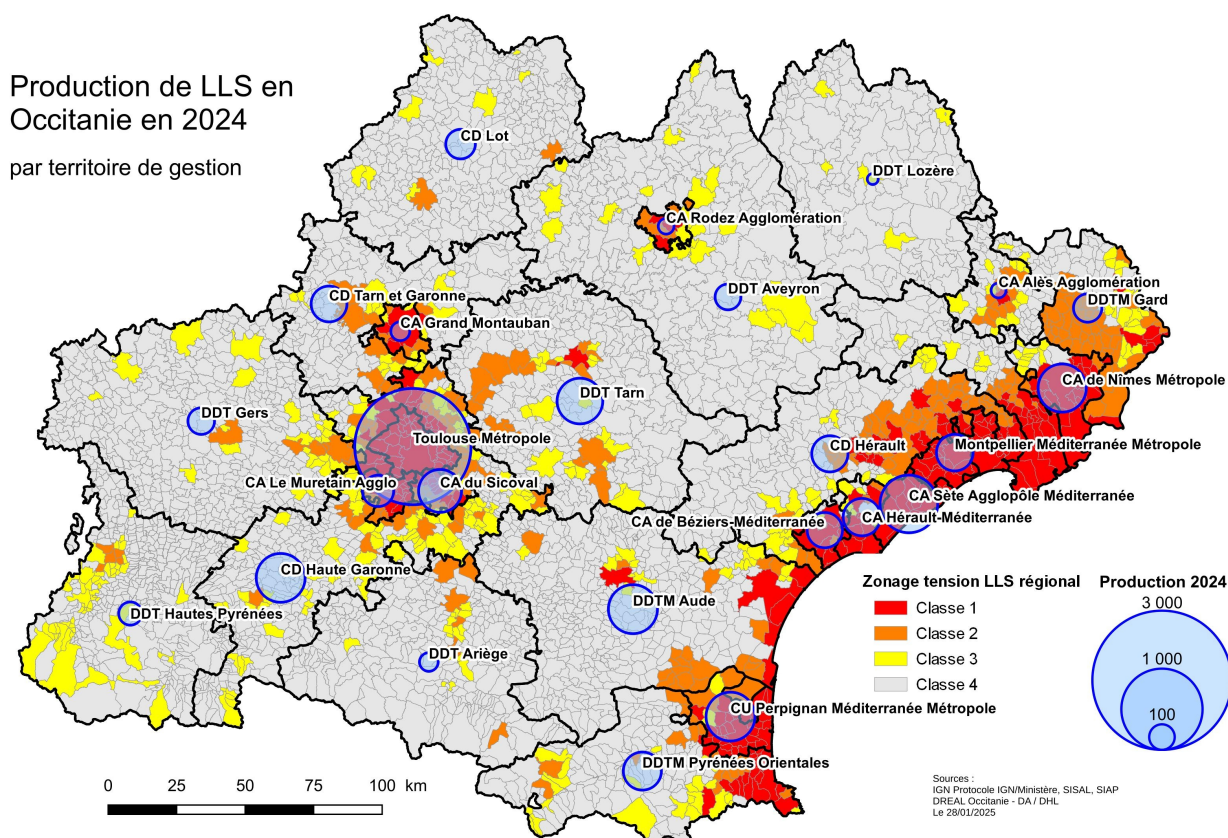 Production de LLS en
Occitanie en 2024
par territoire de gestion
CD Lot
DDT Lozère
CA Rodez Agglomération
CA Alès Agglomération
DDT Aveyron
DDTM Gard
CD Tarn et Garonne
CA Grand Montauban
CA de Nîmes Métropole
DDT Tarn
DDT Gers
Toulouse Métropole
CD Hérault
Montpellier Méditerranée Métropole
CA Le Muretain Agglo
CA du Sicoval
CA Sète Agglopôle Méditerranée
CA de Béziers-Méditerranée
CA Hérault-Méditerranée
CD Haute Garonne
DDTM Aude
DDT Hautes Pyrénées
DDT Ariège
CU Perpignan Méditerranée Métropole
DDTM Pyrénées Orientales
Zonage tension LLS régional
Classe 1
Classe 2
Classe 3
Classe 4
Production 2024
3 000
1 000
100
0 25 50 75 100 km
Sources :
IGN Protocole IGN/Ministère, SISAL, SIAP
DREAL Occitanie - DA / DHL
Le 28/01/2025